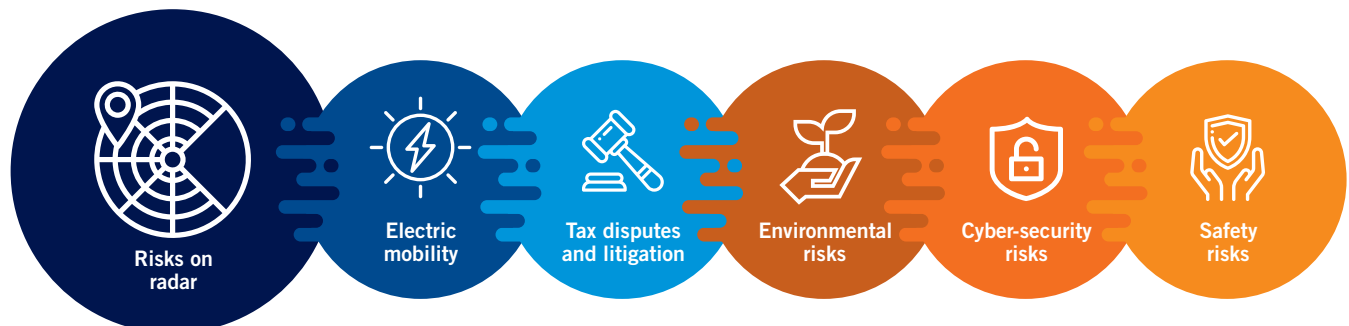 Risks on
radar
Electric
mobility
Tax disputes
and litigation
Environmental
risks
Cyber-security
risks
Safety
risks